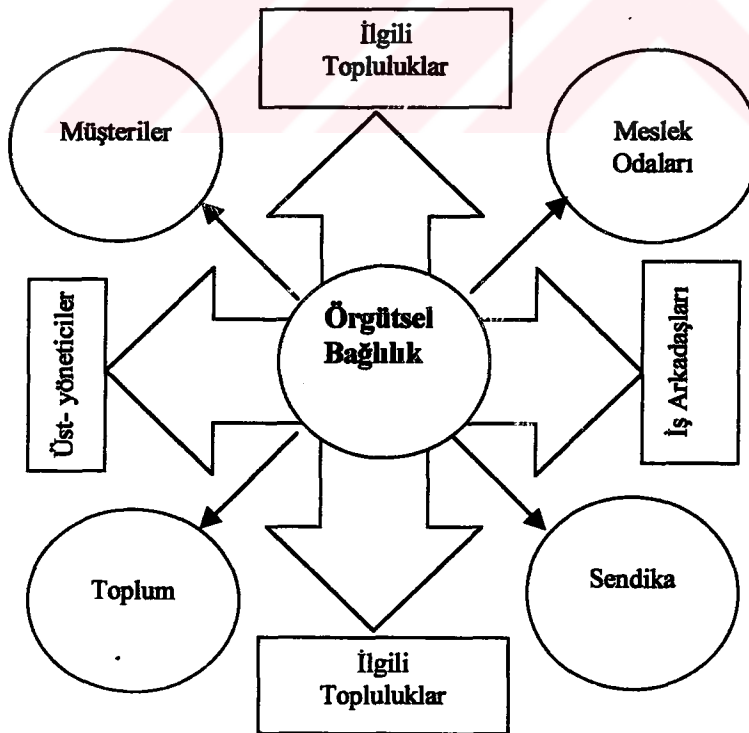 İlgili
Topluluklar
Müşteriler
Meslek
Odaları
Örgütsel
Bağlılık
Üst- yöneticiler
İş Arkadaşları
Toplum
Sendika
İlgili
Topluluklar